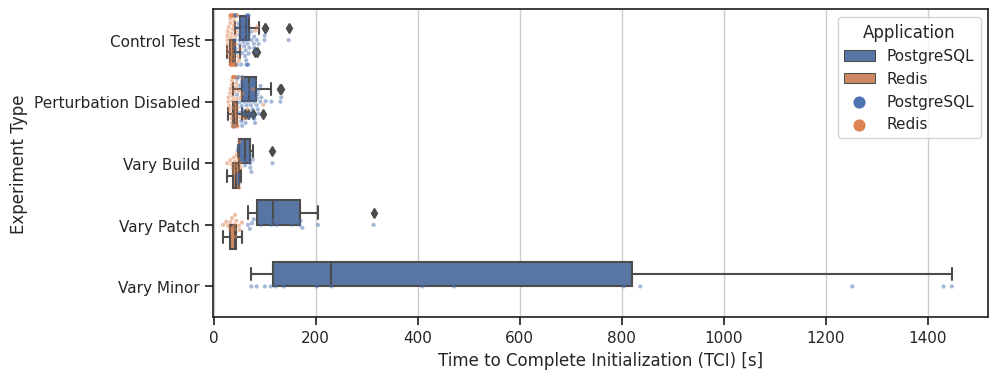 Experiment Type
Control Test
Perturbation Disabled
Vary Build
Vary Patch
Vary Minor
Application
PostgreSQL
Redis
PostgreSQL
Redis
0 200 400 600 800 1000 1200 1400
Time to Complete Initialization (TCI) [s]